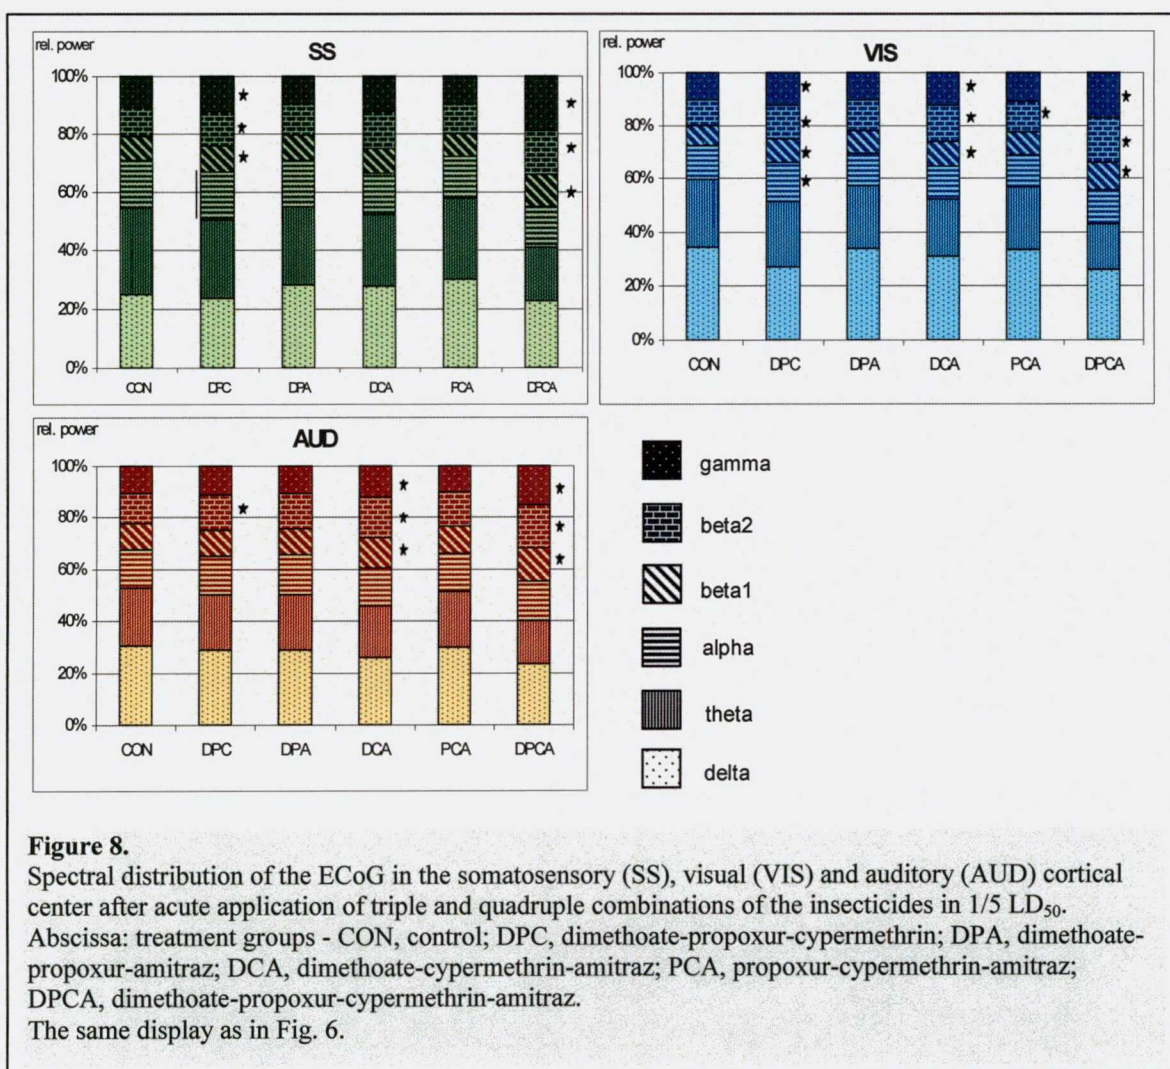 rel. power
SS
100%
80%
60%
40%
20%
0%
CON DPC DPA DCA PCA DPCA
rel. power
VIS
100%
80%
60%
40%
20%
0%
CON DPC DPA DCA PCA DPCA
rel. power
AUD
100%
80%
60%
40%
20%
0%
CON DPC DPA DCA PCA DPCA
gamma
beta2
beta1
alpha
theta
delta
Figure 8.
Spectral distribution of the ECoG in the somatosensory (SS), visual (VIS) and auditory (AUD) cortical
center after acute application of triple and quadruple combinations of the insecticides in 1/5 LD₅₀.
Abscissa: treatment groups - CON, control; DPC, dimethoate-propoxur-cypermethrin; DPA, dimethoate-
propoxur-amitraz; DCA, dimethoate-cypermethrin-amitraz; PCA, propoxur-cypermethrin-amitraz;
DPCA, dimethoate-propoxur-cypermethrin-amitraz.
The same display as in Fig. 6.